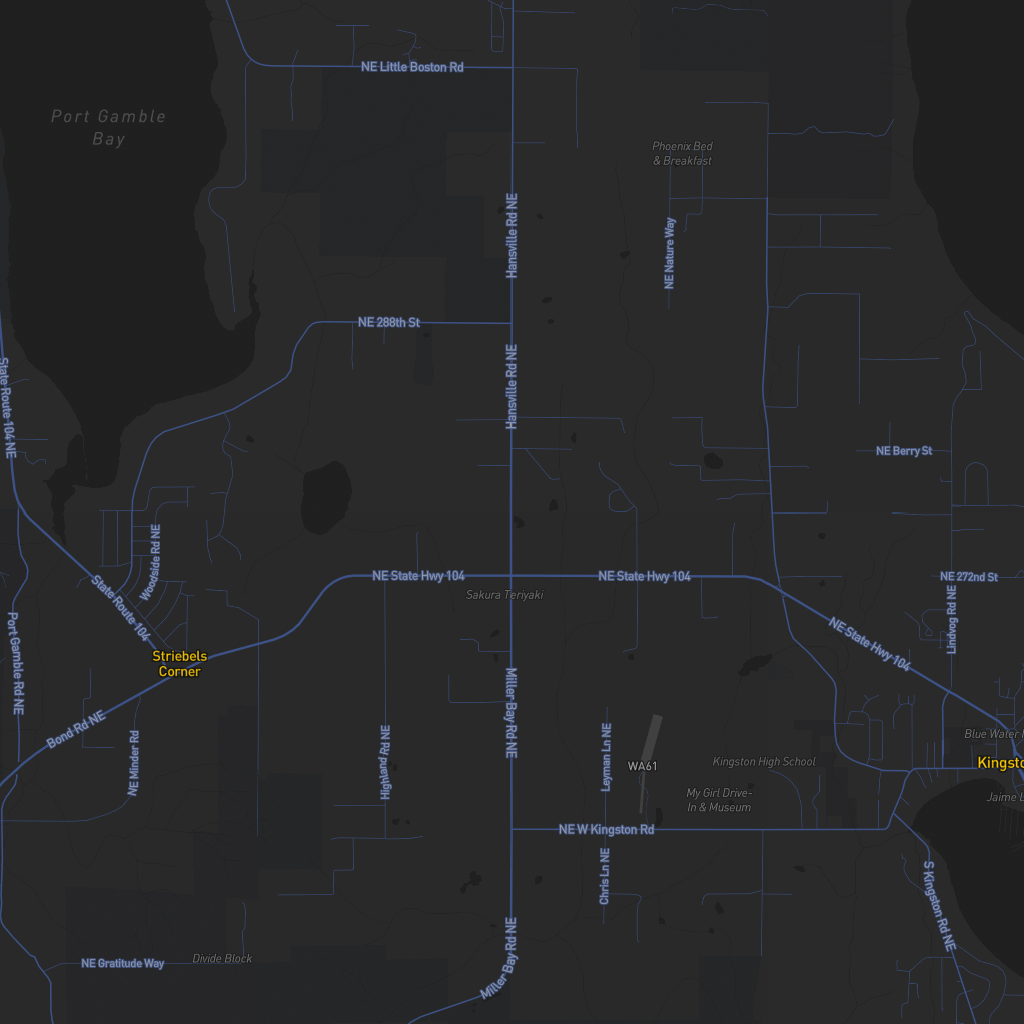 NE Little Boston Rd
Port Gamble
Bay
Phoenix Bed
& Breakfast
Hansville Rd NE
NE Nature Way
NE 288th St
Hansville Rd NE
State Route 104 NE
NE Berry St
Woodside Rd NE
NE State Hwy 104
NE State Hwy 104
NE 272nd St
Sakura Teriyaki
State Route 104
Lindvog Rd NE
Port Gamble Rd NE
NE State Hwy 104
Striebels
Corner
Miller Bay Rd NE
Bond Rd NE
NE Minder Rd
Highland Rd NE
Leyman Ln NE
WA61
Kingston High School
Blue Water
Kingsto
My Girl Drive-
In & Museum
Jaime L
NE W Kingston Rd
Chris Ln NE
S Kingston Rd NE
Miller Bay Rd NE
Divide Block
NE Gratitude Way